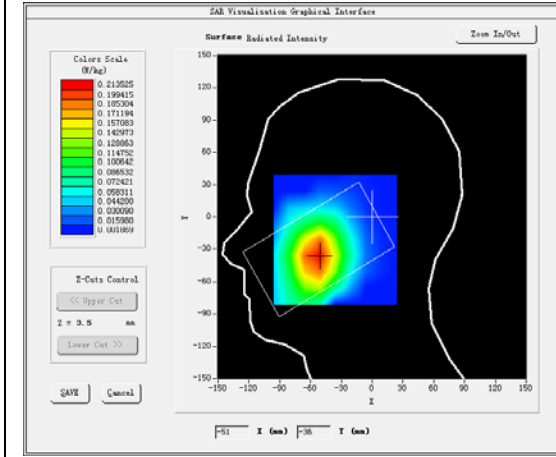 SAR Visualisation Graphical Interface
Surface Radiated Intensity
Zoom In/Out
Colors Scale
(W/kg)
0.213525
0.199415
0.185304
0.171194
0.157083
0.142973
0.128863
0.114752
0.100642
0.086532
0.072421
0.058311
0.044200
0.030090
0.015980
0.001869
Z-Cuts Control
<< Upper Cut
Z = 0.5 mm
Lower Cut >>
SAVE
Cancel
150
120
90
60
30
0
-30
-60
-90
-120
-150
Y
-150 -120 -90 -60 -30 0 30 60 90 120 150
X
-51 X (mm) -36 Y (mm)